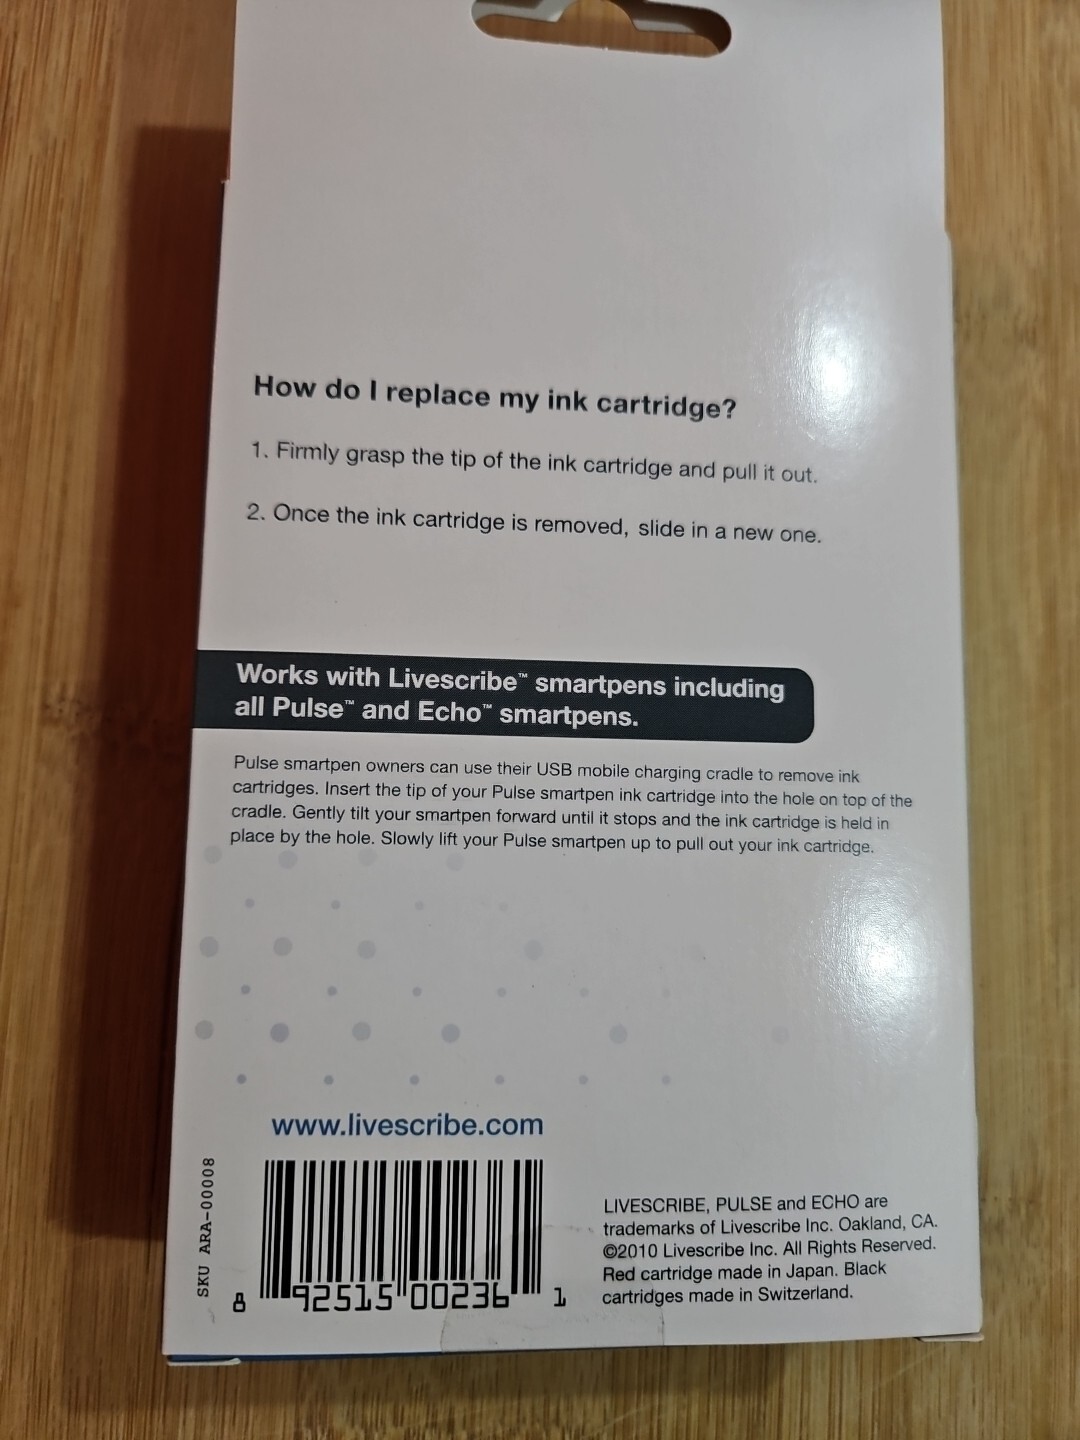 How do I replace my ink cartridge?
1. Firmly grasp the tip of the ink cartridge and pull it out.
2. Once the ink cartridge is removed, slide in a new one.
Works with Livescribe™ smartpens including
all Pulse™ and Echo™ smartpens.
Pulse smartpen owners can use their USB mobile charging cradle to remove ink
cartridges. Insert the tip of your Pulse smartpen ink cartridge into the hole on top of the
cradle. Gently tilt your smartpen forward until it stops and the ink cartridge is held in
place by the hole. Slowly lift your Pulse smartpen up to pull out your ink cartridge.
www.livescribe.com
SKU ARA-00008
8 92515 00236 1
LIVESCRIBE, PULSE and ECHO are
trademarks of Livescribe Inc. Oakland, CA.
©2010 Livescribe Inc. All Rights Reserved.
Red cartridge made in Japan. Black
cartridges made in Switzerland.